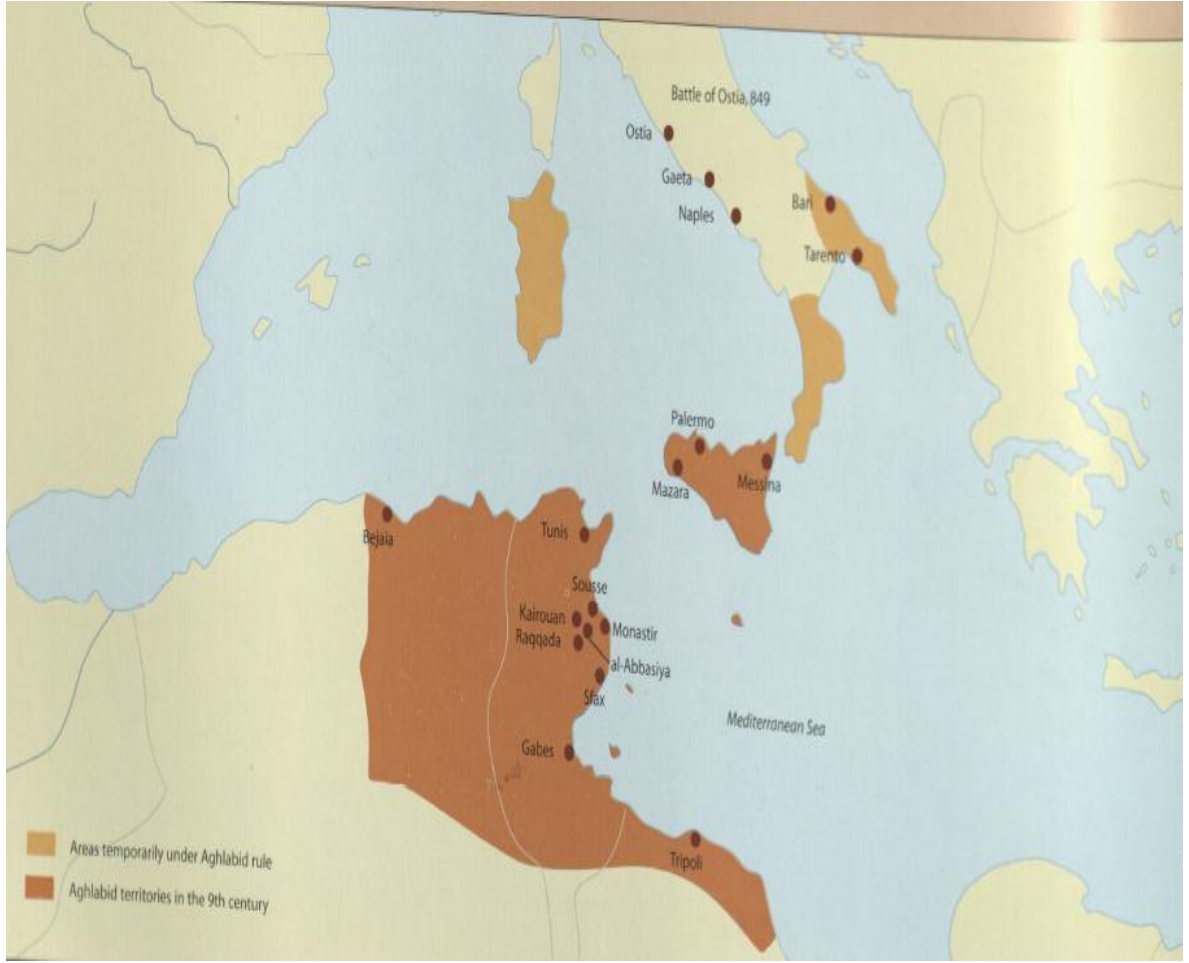 Battle of Ostia, 849
Ostia
Gaeta
Naples
Bari
Tarento
Palermo
Mazara
Messina
Bejaia
Tunis
Sousse
Kairouan
Monastir
Raqqada
al-Abbasiya
Sfax
Mediterranean Sea
Gabes
Tripoli
Areas temporarily under Aghlabid rule
Aghlabid territories in the 9th century